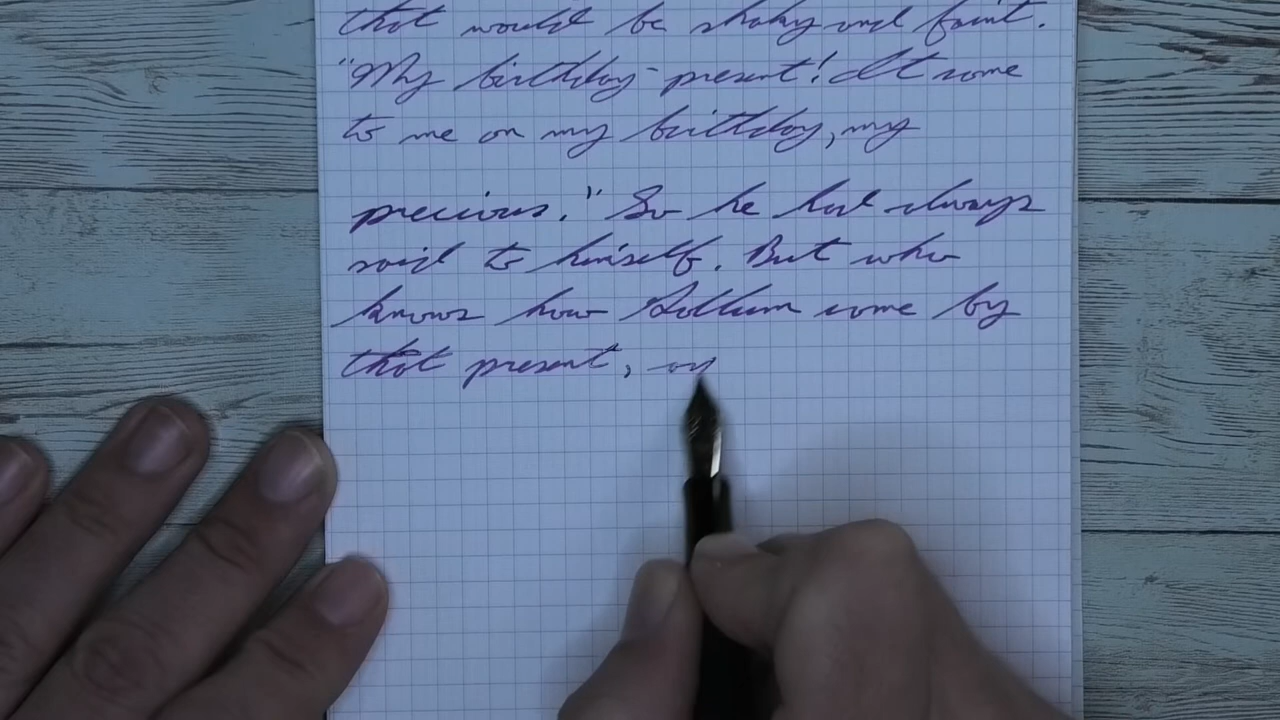 that would be shaky and faint.
"My birthday-present! It came
to me on my birthday, my
precious." So he had always
said to himself. But who
knows how Gollum came by
that present,